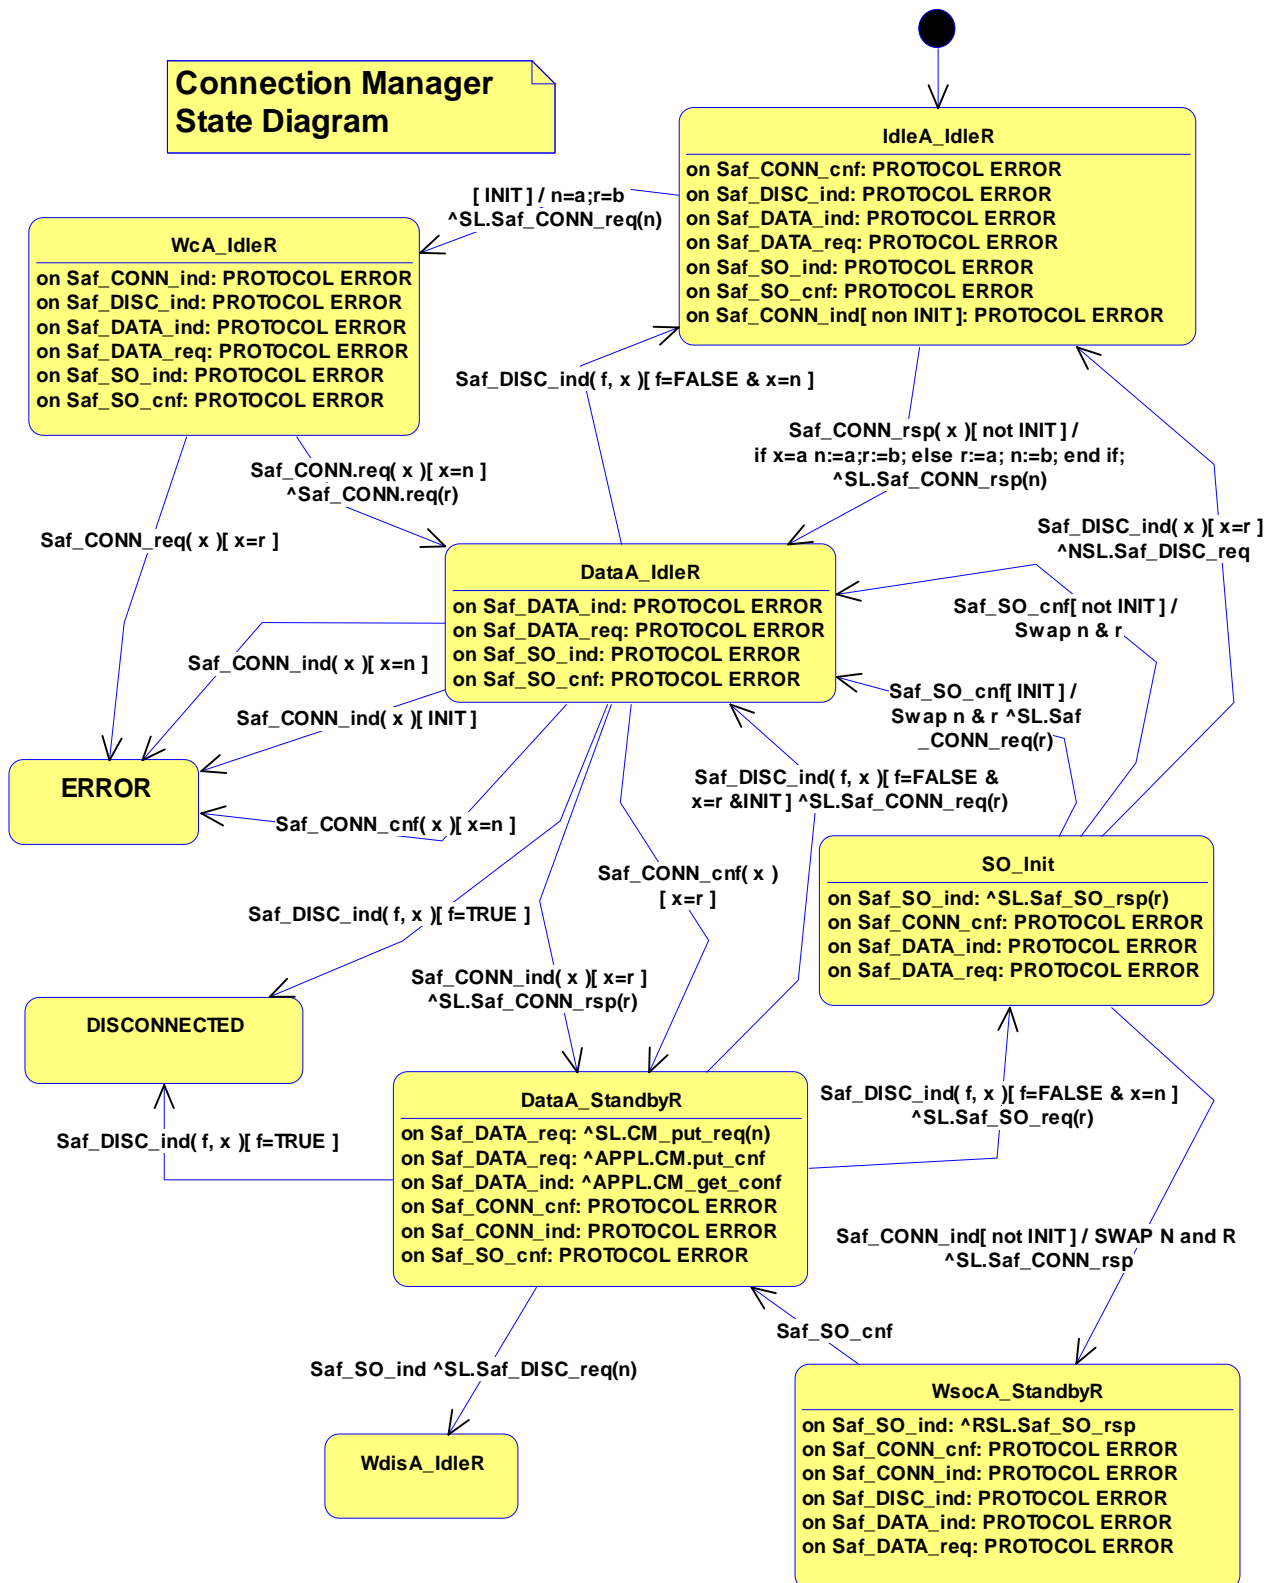 Connection Manager
State Diagram
IdleA_IdleR
on Saf_CONN_cnf: PROTOCOL ERROR
on Saf_DISC_ind: PROTOCOL ERROR
on Saf_DATA_ind: PROTOCOL ERROR
on Saf_DATA_req: PROTOCOL ERROR
on Saf_SO_ind: PROTOCOL ERROR
on Saf_SO_cnf: PROTOCOL ERROR
on Saf_CONN_ind[ non INIT ]: PROTOCOL ERROR
[ INIT ] / n=a;r=b
^SL.Saf_CONN_req(n)
WcA_IdleR
on Saf_CONN_ind: PROTOCOL ERROR
on Saf_DISC_ind: PROTOCOL ERROR
on Saf_DATA_ind: PROTOCOL ERROR
on Saf_DATA_req: PROTOCOL ERROR
on Saf_SO_ind: PROTOCOL ERROR
on Saf_SO_cnf: PROTOCOL ERROR
Saf_DISC_ind( f, x )[ f=FALSE & x=n ]
Saf_CONN_rsp( x )[ not INIT ] /
if x=a n:=a;r:=b; else r:=a; n:=b; end if;
^SL.Saf_CONN_rsp(n)
Saf_CONN.req( x )[ x=n ]
^Saf_CONN.req(r)
Saf_CONN_req( x )[ x=r ]
Saf_DISC_ind( x )[ x=r ]
^NSL.Saf_DISC_req
DataA_IdleR
on Saf_DATA_ind: PROTOCOL ERROR
on Saf_DATA_req: PROTOCOL ERROR
on Saf_SO_ind: PROTOCOL ERROR
on Saf_SO_cnf: PROTOCOL ERROR
Saf_SO_cnf[ not INIT ] /
Swap n & r
Saf_CONN_ind( x )[ x=n ]
Saf_CONN_ind( x )[ INIT ]
Saf_SO_cnf[ INIT ] /
Swap n & r ^SL.Saf
_CONN_req(r)
ERROR
Saf_CONN_cnf( x )[ x=n ]
Saf_DISC_ind( f, x )[ f=FALSE &
x=r &INIT ] ^SL.Saf_CONN_req(r)
Saf_CONN_cnf( x )
[ x=r ]
SO_Init
on Saf_SO_ind: ^SL.Saf_SO_rsp(r)
on Saf_CONN_cnf: PROTOCOL ERROR
on Saf_DATA_ind: PROTOCOL ERROR
on Saf_DATA_req: PROTOCOL ERROR
Saf_DISC_ind( f, x )[ f=TRUE ]
Saf_CONN_ind( x )[ x=r ]
^SL.Saf_CONN_rsp(r)
DISCONNECTED
DataA_StandbyR
on Saf_DATA_req: ^SL.CM_put_req(n)
on Saf_DATA_req: ^APPL.CM.put_cnf
on Saf_DATA_ind: ^APPL.CM_get_conf
on Saf_CONN_cnf: PROTOCOL ERROR
on Saf_CONN_ind: PROTOCOL ERROR
on Saf_SO_cnf: PROTOCOL ERROR
Saf_DISC_ind( f, x )[ f=FALSE & x=n ]
^SL.Saf_SO_req(r)
Saf_DISC_ind( f, x )[ f=TRUE ]
Saf_CONN_ind[ not INIT ] / SWAP N and R
^SL.Saf_CONN_rsp
Saf_SO_cnf
Saf_SO_ind ^SL.Saf_DISC_req(n)
WdisA_IdleR
WsocA_StandbyR
on Saf_SO_ind: ^RSL.Saf_SO_rsp
on Saf_CONN_cnf: PROTOCOL ERROR
on Saf_CONN_ind: PROTOCOL ERROR
on Saf_DISC_ind: PROTOCOL ERROR
on Saf_DATA_ind: PROTOCOL ERROR
on Saf_DATA_req: PROTOCOL ERROR